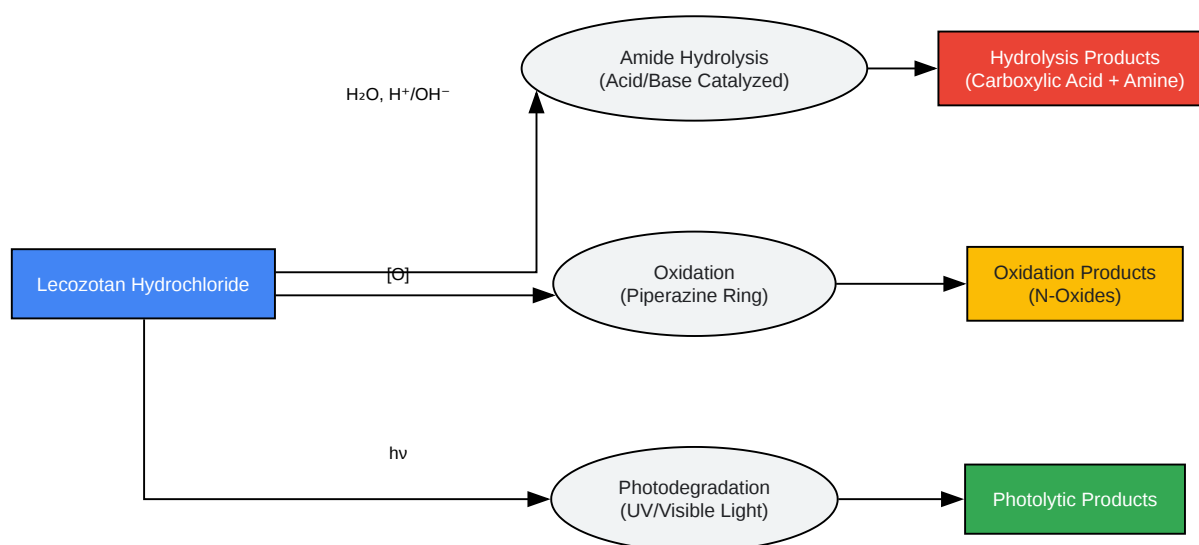 Amide Hydrolysis
(Acid/Base Catalyzed)
Hydrolysis Products
(Carboxylic Acid + Amine)
H₂O, H⁺/OH⁻
Lecozotan Hydrochloride
[O]
Oxidation
(Piperazine Ring)
Oxidation Products
(N-Oxides)
hν
Photodegradation
(UV/Visible Light)
Photolytic Products